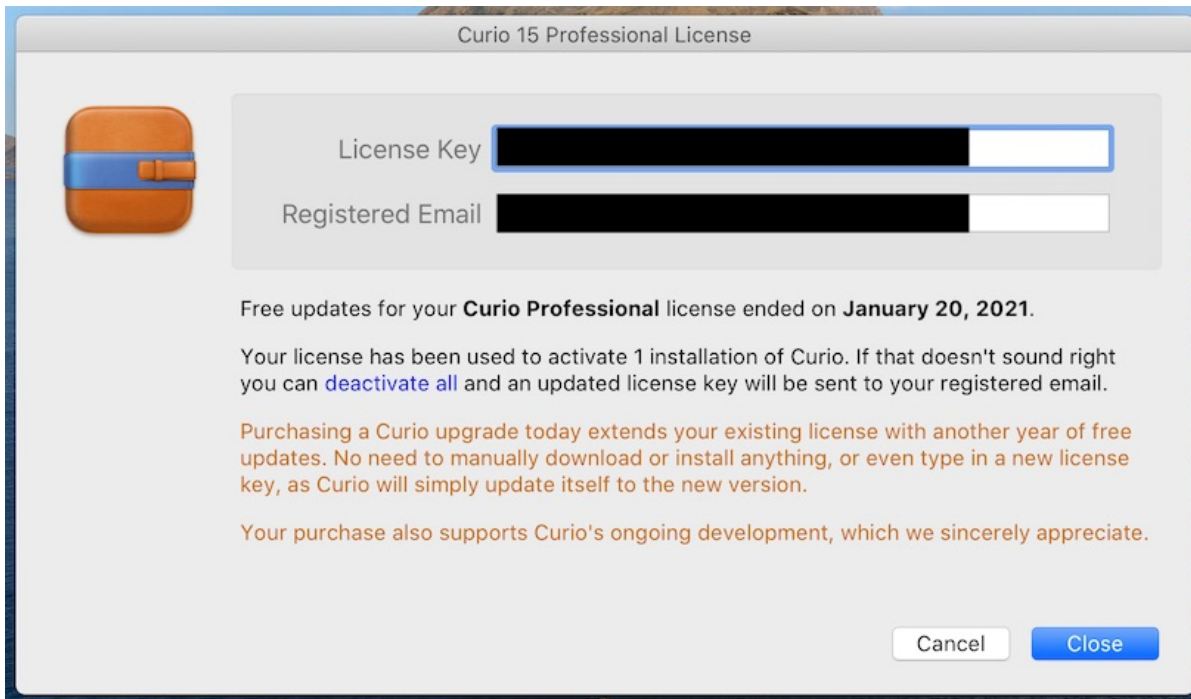 Curio 15 Professional License
License Key
Registered Email
Free updates for your Curio Professional license ended on January 20, 2021.
Your license has been used to activate 1 installation of Curio. If that doesn't sound right
you can deactivate all and an updated license key will be sent to your registered email.
Purchasing a Curio upgrade today extends your existing license with another year of free
updates. No need to manually download or install anything, or even type in a new license
key, as Curio will simply update itself to the new version.
Your purchase also supports Curio's ongoing development, which we sincerely appreciate.
Cancel
Close